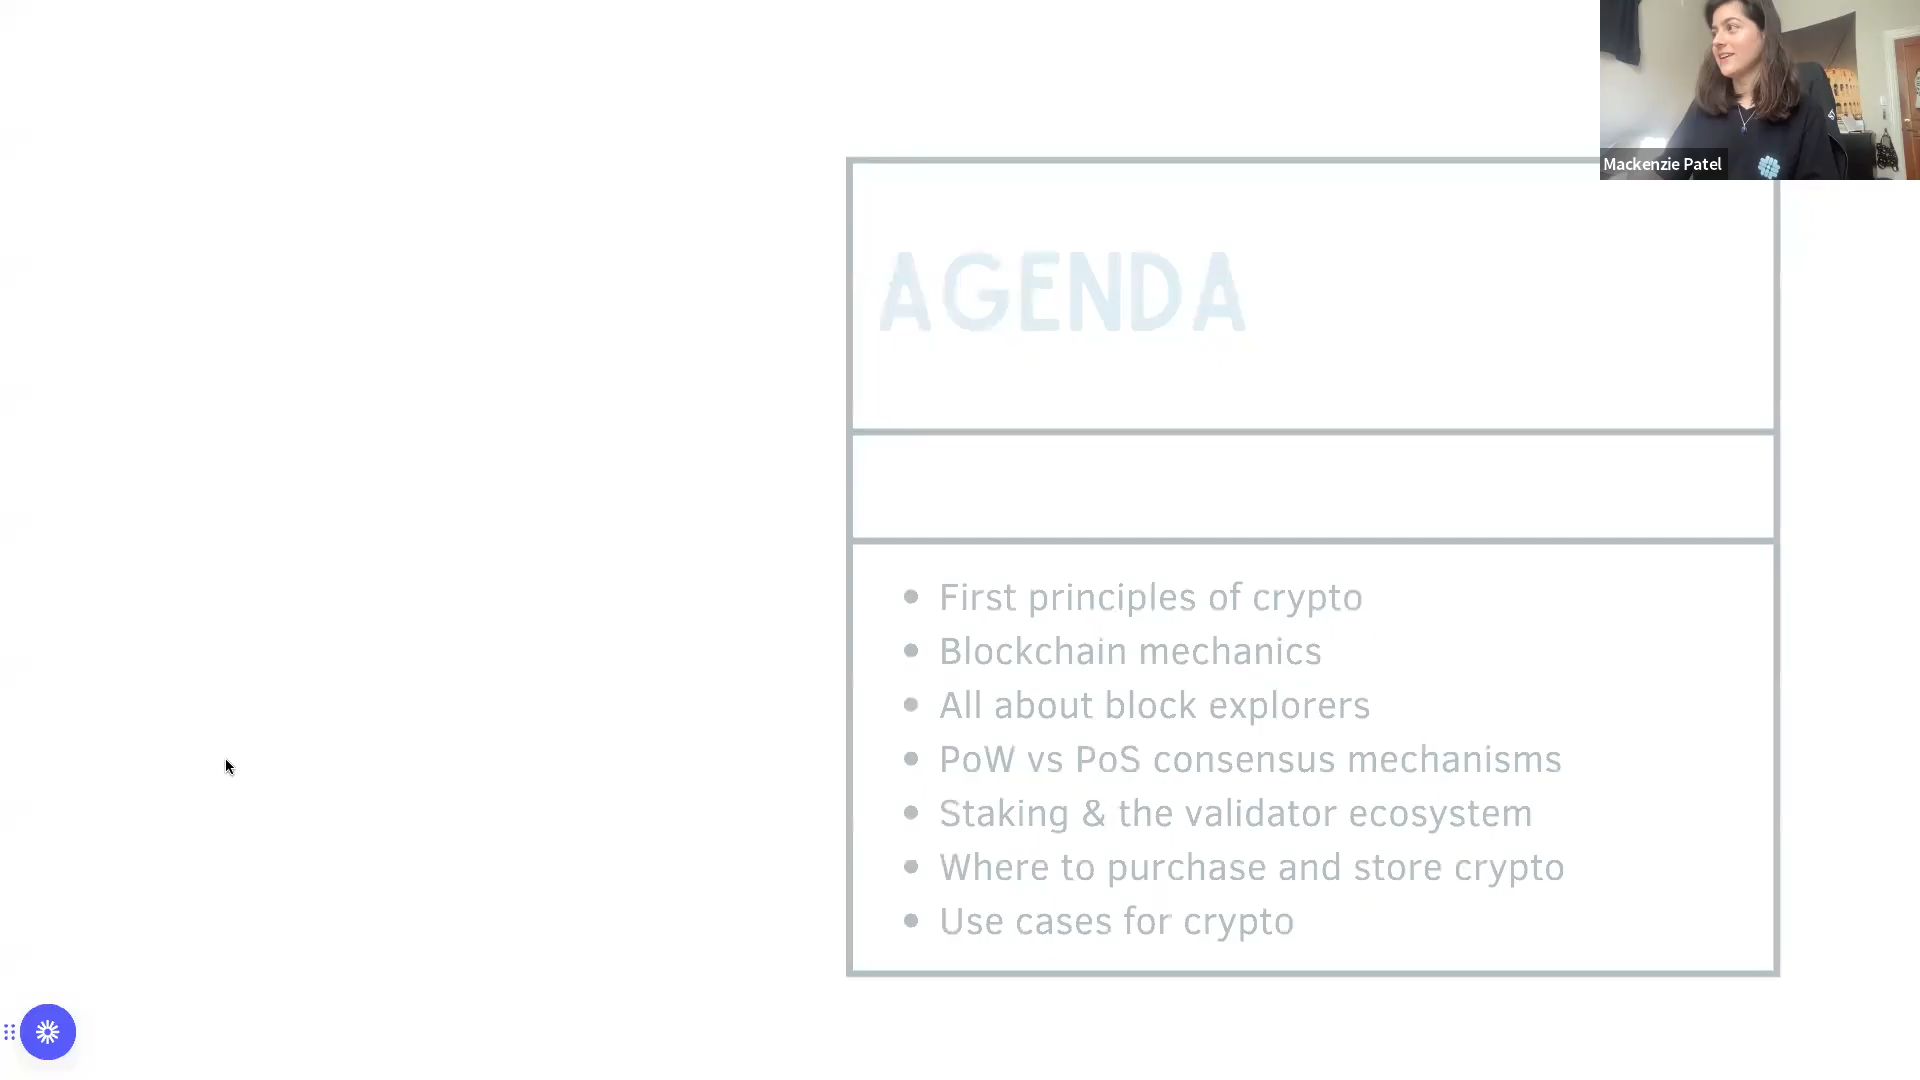 Mackenzie Patel
AGENDA
• First principles of crypto
• Blockchain mechanics
• All about block explorers
• PoW vs PoS consensus mechanisms
• Staking & the validator ecosystem
• Where to purchase and store crypto
• Use cases for crypto